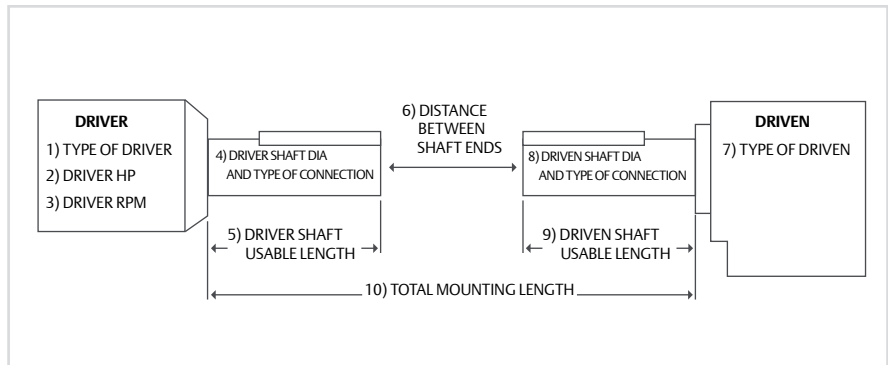 DRIVER
1) TYPE OF DRIVER
2) DRIVER HP
3) DRIVER RPM
4) DRIVER SHAFT DIA
AND TYPE OF CONNECTION
5) DRIVER SHAFT
USABLE LENGTH
6) DISTANCE
BETWEEN
SHAFT ENDS
DRIVEN
7) TYPE OF DRIVEN
8) DRIVEN SHAFT DIA
AND TYPE OF CONNECTION
9) DRIVEN SHAFT
USABLE LENGTH
10) TOTAL MOUNTING LENGTH